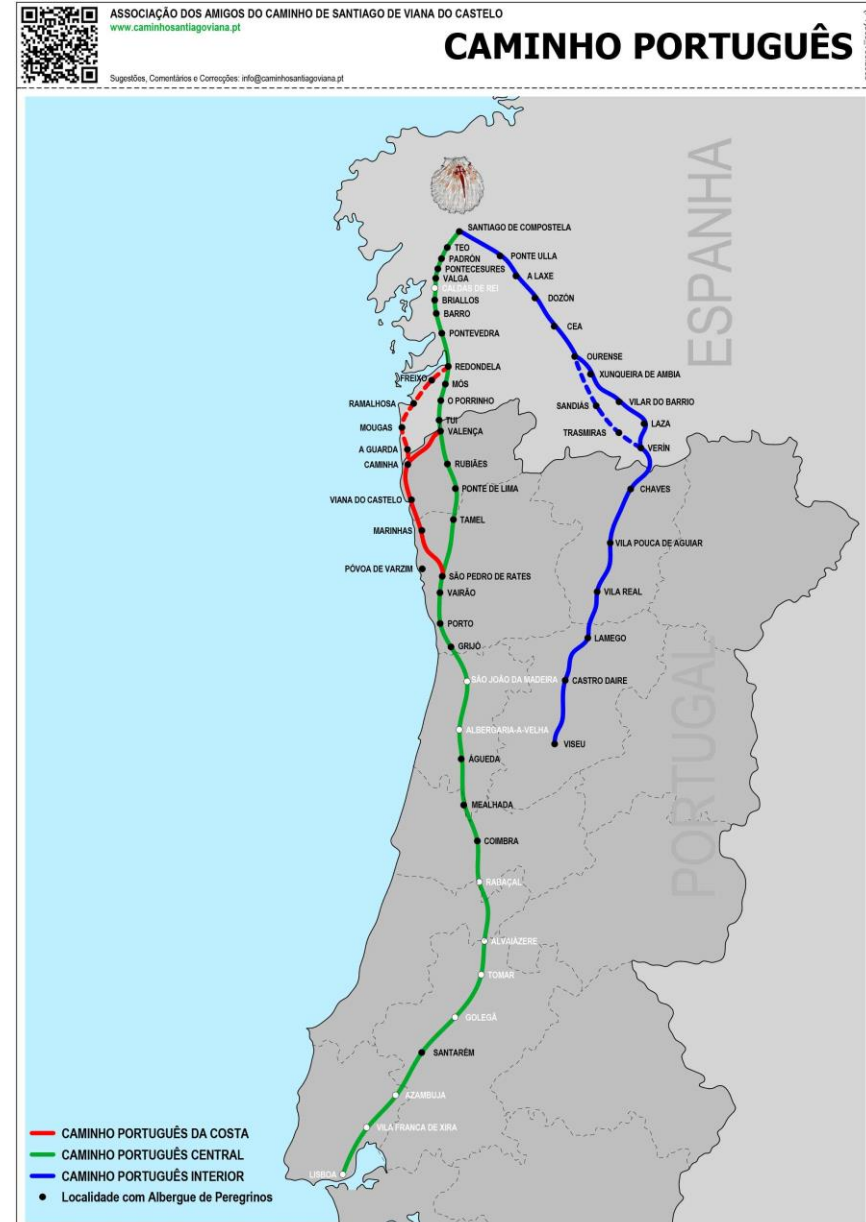 ASSOCIAÇÃO DOS AMIGOS DO CAMINHO DE SANTIAGO DE VIANA DO CASTELO
www.caminhosantiagoviana.pt
CAMINHO PORTUGUÊS
Sugestões, Comentários e Correcções: info@caminhosantiagoviana.pt
ESPANHA
SANTIAGO DE COMPOSTELA
TEO
PONTE ULLA
PADRÓN
PONTECESURES
A LAXE
VALGA
CALDAS DE REI
DOZÓN
BRIALLOS
BARRO
CEA
PONTEVEDRA
OURENSE
REDONDELA
XUNQUEIRA DE AMBIA
FREIXO
MÓS
RAMALHOSA
O PORRINHO
SANDIÁS
VILAR DO BARRIO
TUI
LAZA
MOUGAS
VALENÇA
TRASMIRAS
A GUARDA
VERÍN
CAMINHA
RUBIÃES
PONTE DE LIMA
CHAVES
VIANA DO CASTELO
TAMEL
MARINHAS
VILA POUCA DE AGUIAR
PÓVOA DE VARZIM
SÃO PEDRO DE RATES
VAIRÃO
VILA REAL
PORTO
LAMEGO
GRIJÓ
PORTUGAL
SÃO JOÃO DA MADEIRA
CASTRO DAIRE
ALBERGARIA-A-VELHA
VISEU
ÁGUEDA
MEALHADA
COIMBRA
RABAÇAL
ALVAIÁZERE
TOMAR
GOLEGÃ
SANTARÉM
AZAMBUJA
VILA FRANCA DE XIRA
LISBOA
CAMINHO PORTUGUÊS DA COSTA
CAMINHO PORTUGUÊS CENTRAL
CAMINHO PORTUGUÊS INTERIOR
Localidade com Albergue de Peregrinos